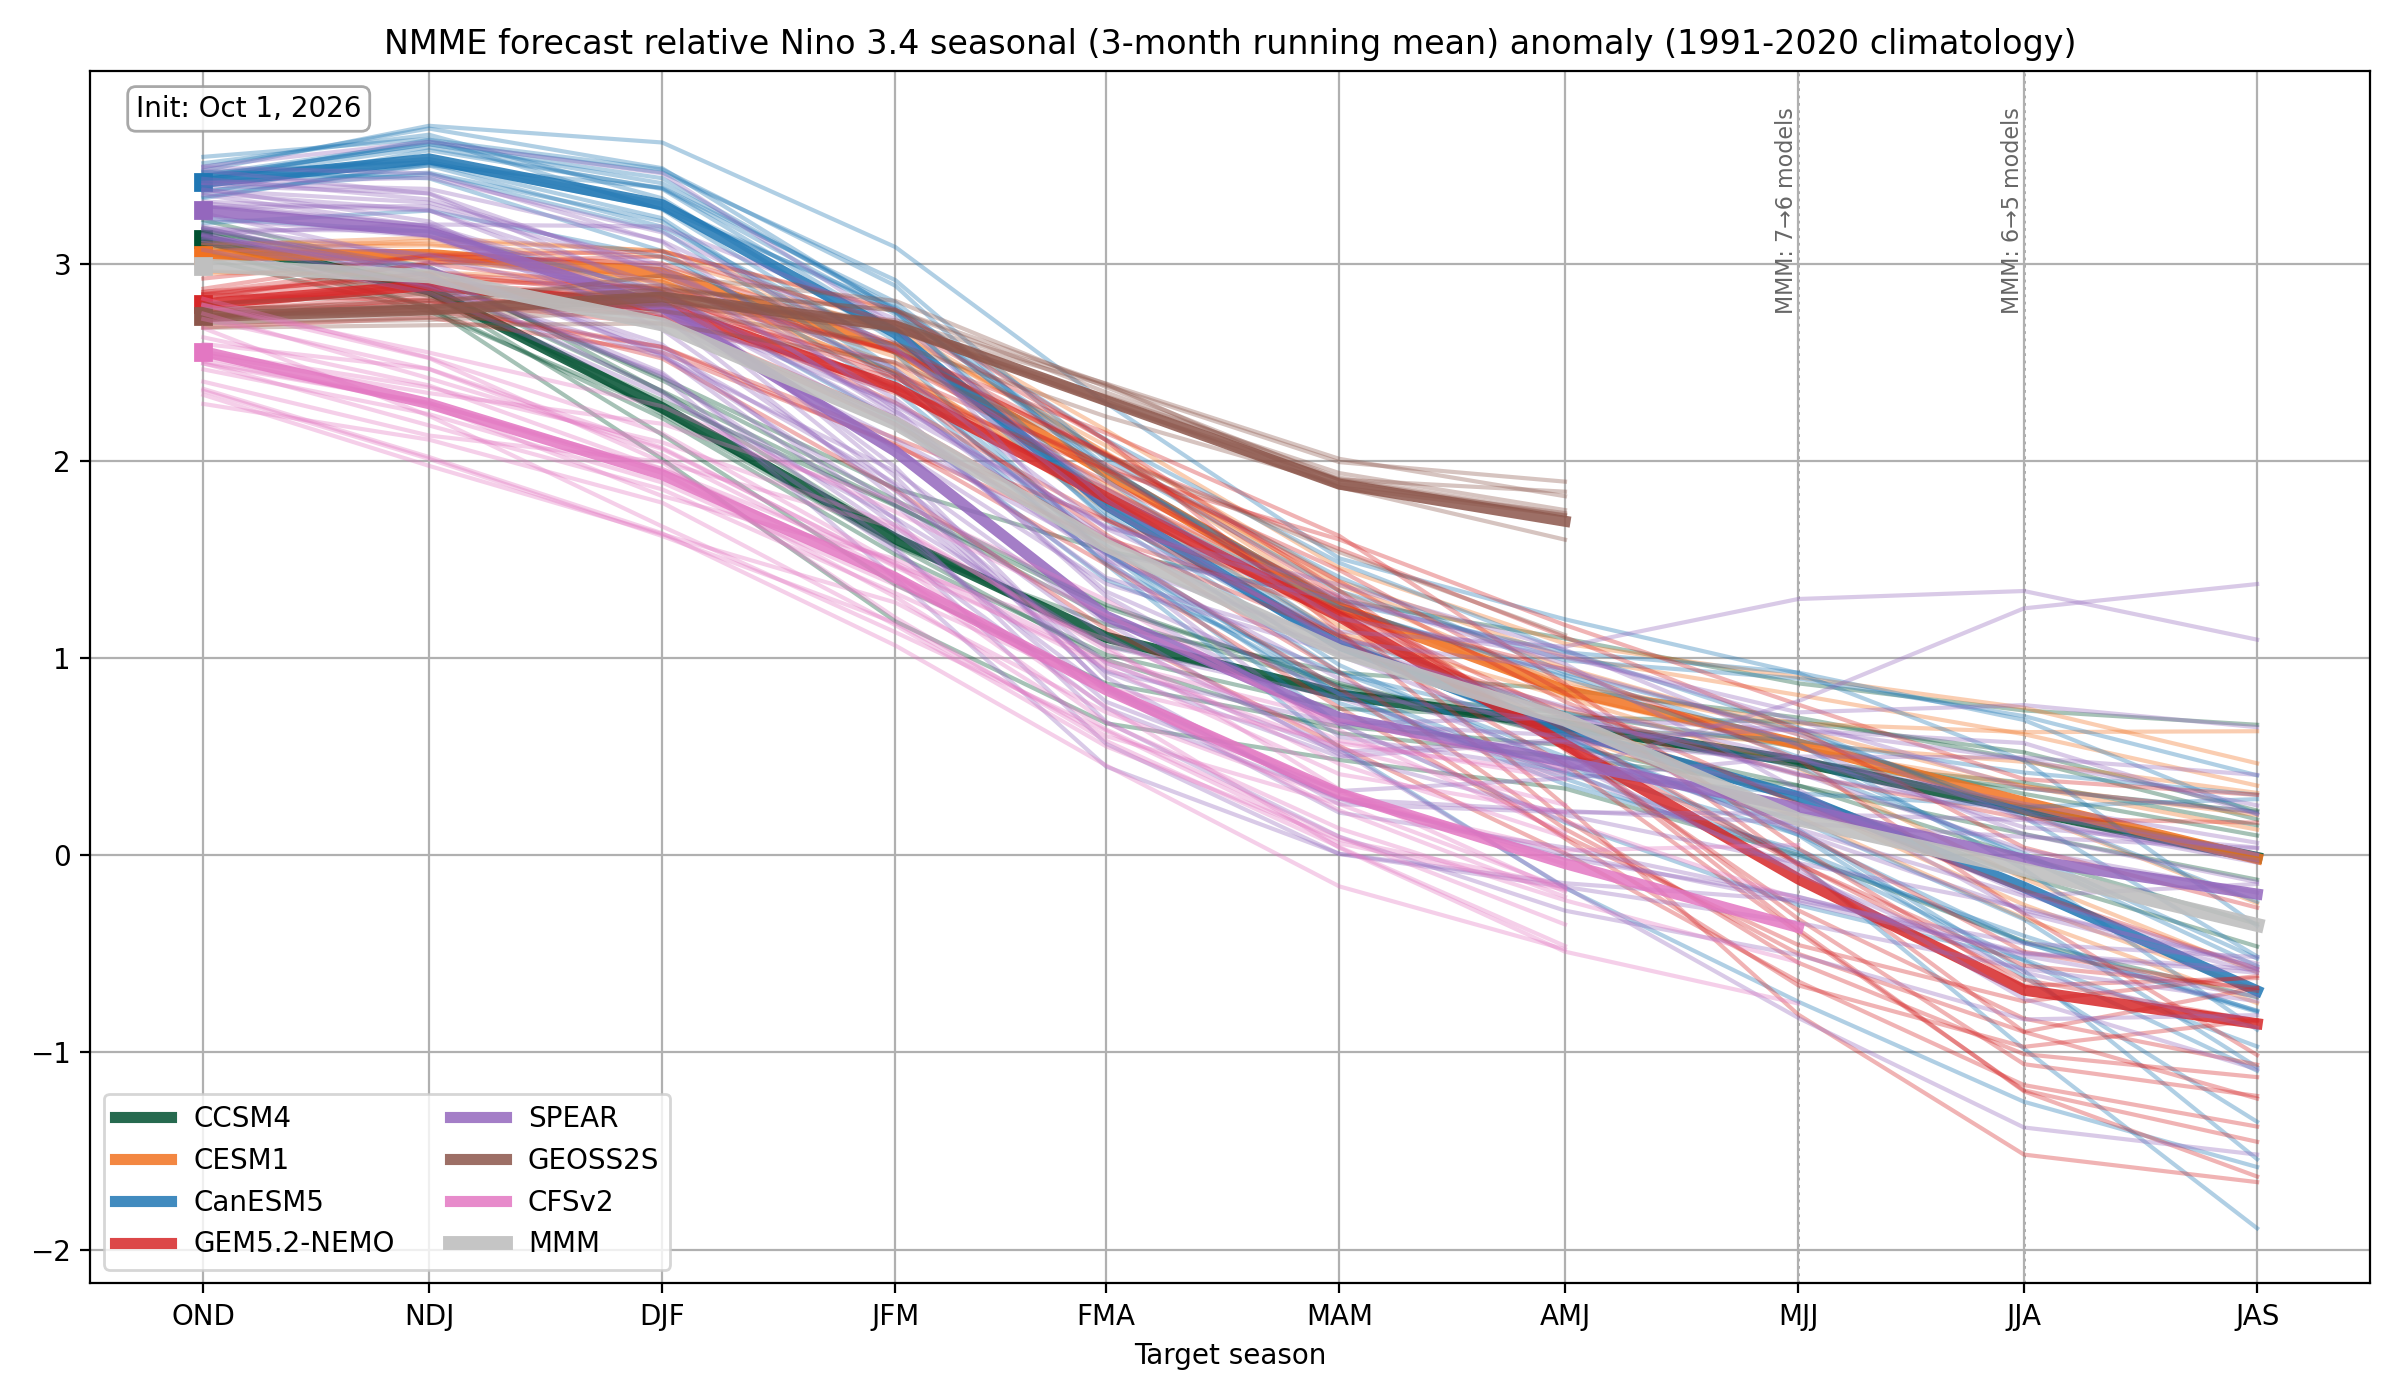 NMME forecast relative Nino 3.4 seasonal (3-month running mean) anomaly (1991-2020 climatology)
Init: Oct 1, 2026
MMM: 7→6 models
MMM: 6→5 models
3
2
1
0
−1
−2
CCSM4
CESM1
CanESM5
GEM5.2-NEMO
SPEAR
GEOSS2S
CFSv2
MMM
OND NDJ DJF JFM FMA MAM AMJ MJJ JJA JAS
Target season